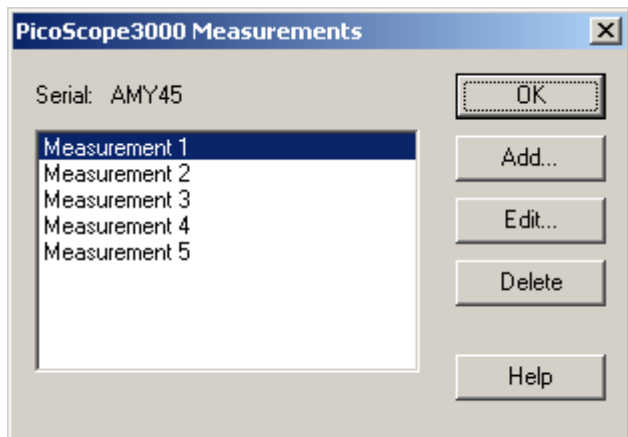 PicoScope3000 Measurements
Serial: AMY45
Measurement 1
Measurement 2
Measurement 3
Measurement 4
Measurement 5
OK
Add...
Edit...
Delete
Help